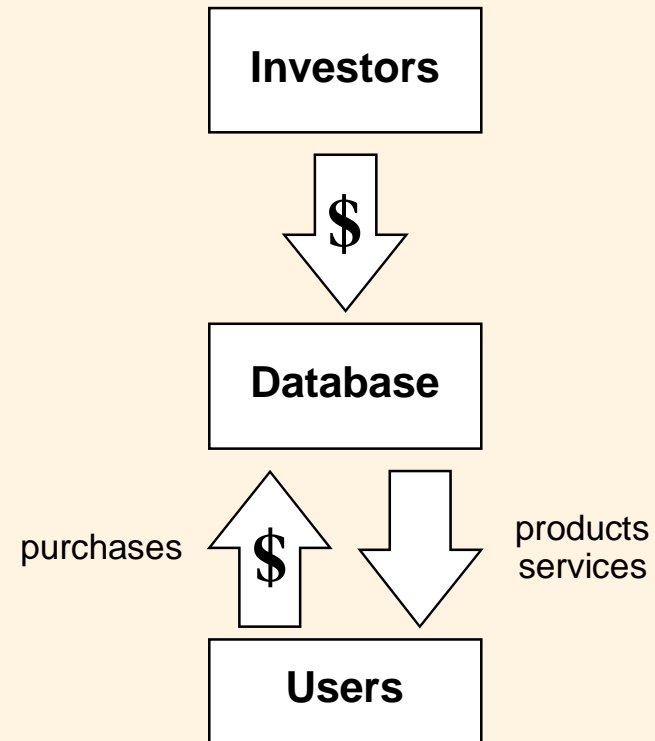 Investors
$
Database
purchases
$
products
services
Users